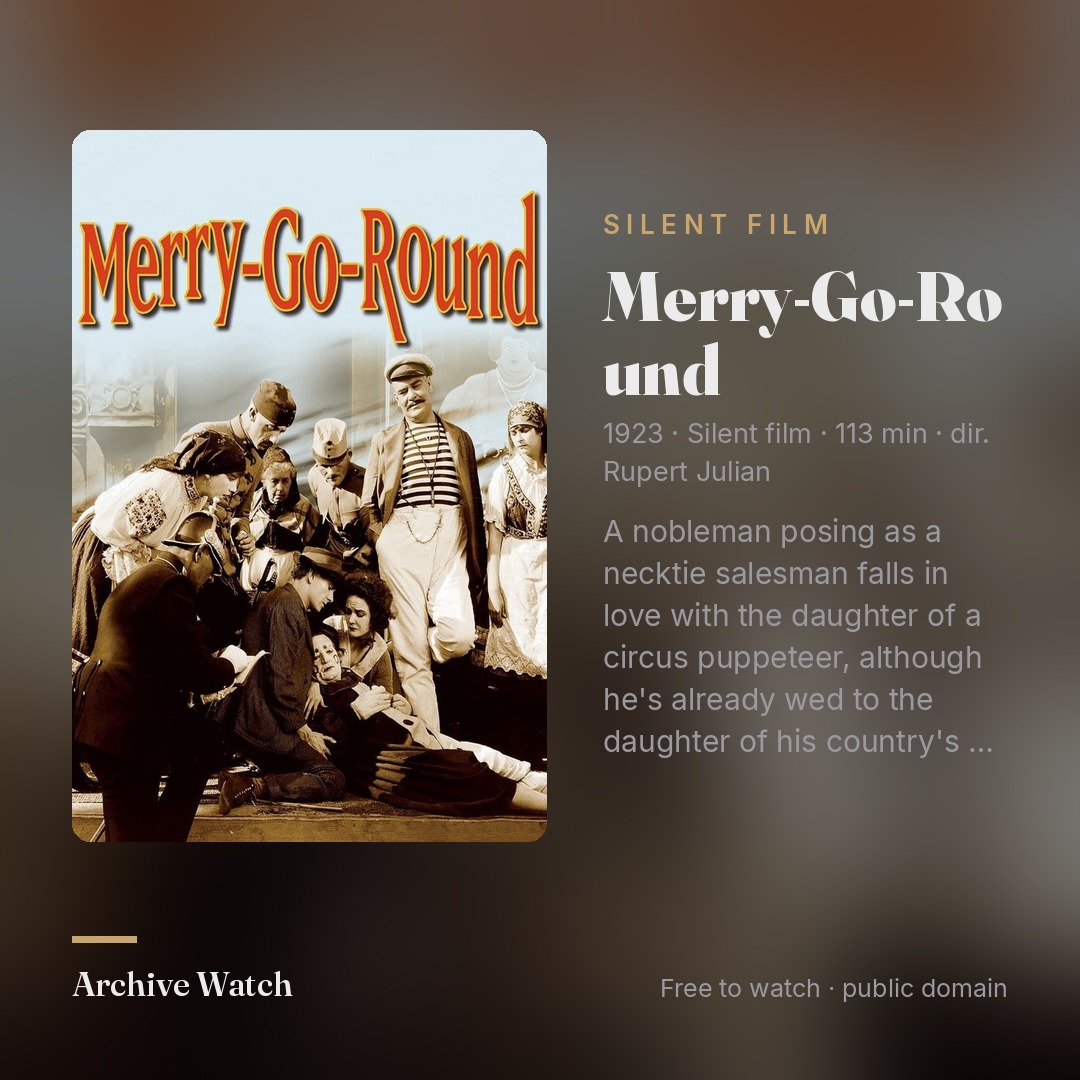 Merry-Go-Round
SILENT FILM
Merry-Go-Ro
und
1923 · Silent film · 113 min · dir.
Rupert Julian
A nobleman posing as a
necktie salesman falls in
love with the daughter of a
circus puppeteer, although
he's already wed to the
daughter of his country's ...
Archive Watch
Free to watch · public domain